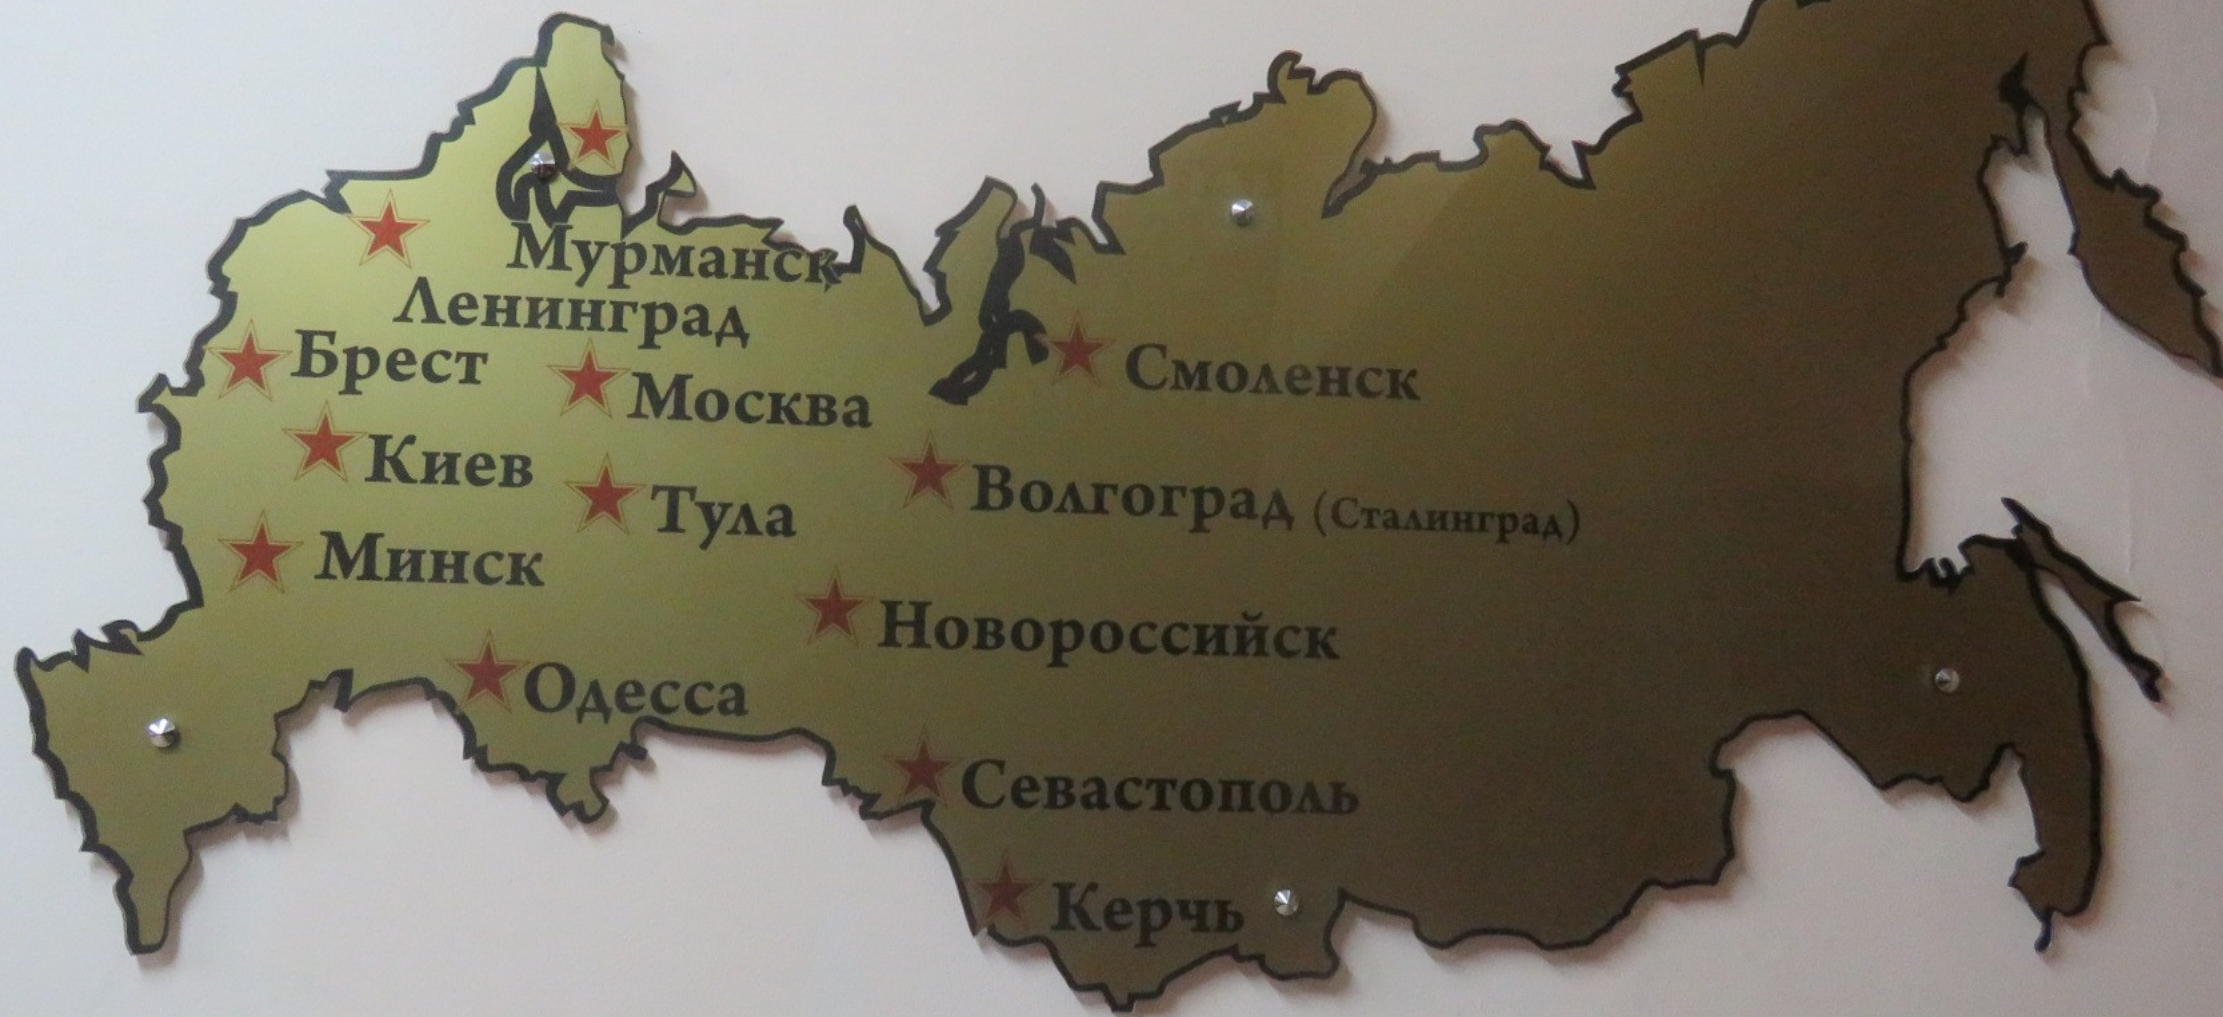 Мурманск
Ленинград
Брест
Москва
Смоленск
Киев
Тула
Волгоград (Сталинград)
Минск
Новороссийск
Одесса
Севастополь
Керчь